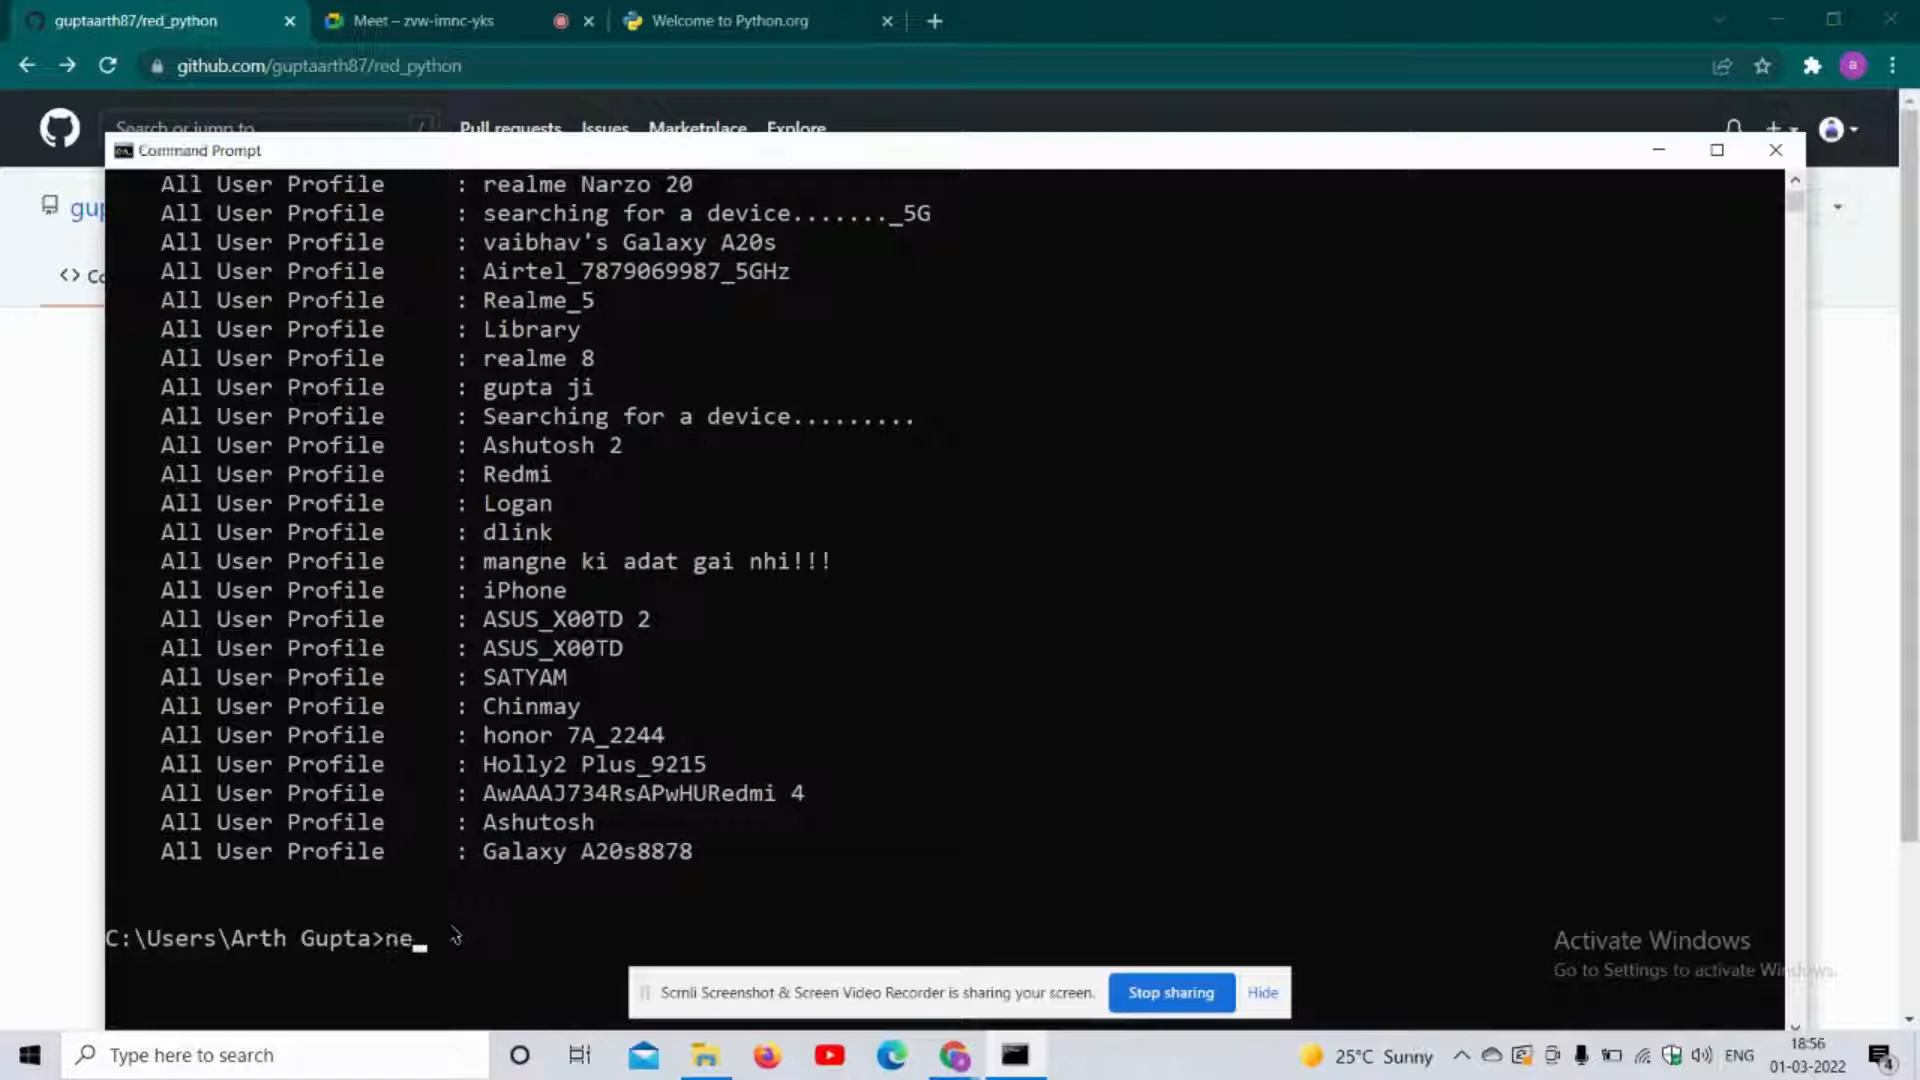 guptaarth87/red_python
Meet – zvw-imnc-yks
Welcome to Python.org
github.com/guptaarth87/red_python
Search or jump to
Pull requests Issues Marketplace Explore
Command Prompt
All User Profile : realme Narzo 20
All User Profile : searching for a device......._5G
All User Profile : vaibhav's Galaxy A20s
All User Profile : Airtel_7879069987_5GHz
All User Profile : Realme_5
All User Profile : Library
All User Profile : realme 8
All User Profile : gupta ji
All User Profile : Searching for a device.........
All User Profile : Ashutosh 2
All User Profile : Redmi
All User Profile : Logan
All User Profile : dlink
All User Profile : mangne ki adat gai nhi!!!
All User Profile : iPhone
All User Profile : ASUS_X00TD 2
All User Profile : ASUS_X00TD
All User Profile : SATYAM
All User Profile : Chinmay
All User Profile : honor 7A_2244
All User Profile : Holly2 Plus_9215
All User Profile : AwAAAJ734RsAPwHURedmi 4
All User Profile : Ashutosh
All User Profile : Galaxy A20s8878
C:\Users\Arth Gupta>ne_
Activate Windows
Go to Settings to activate Windows.
Scrnli Screenshot & Screen Video Recorder is sharing your screen. Stop sharing Hide
Type here to search
25°C Sunny
ENG
18:56
01-03-2022
4